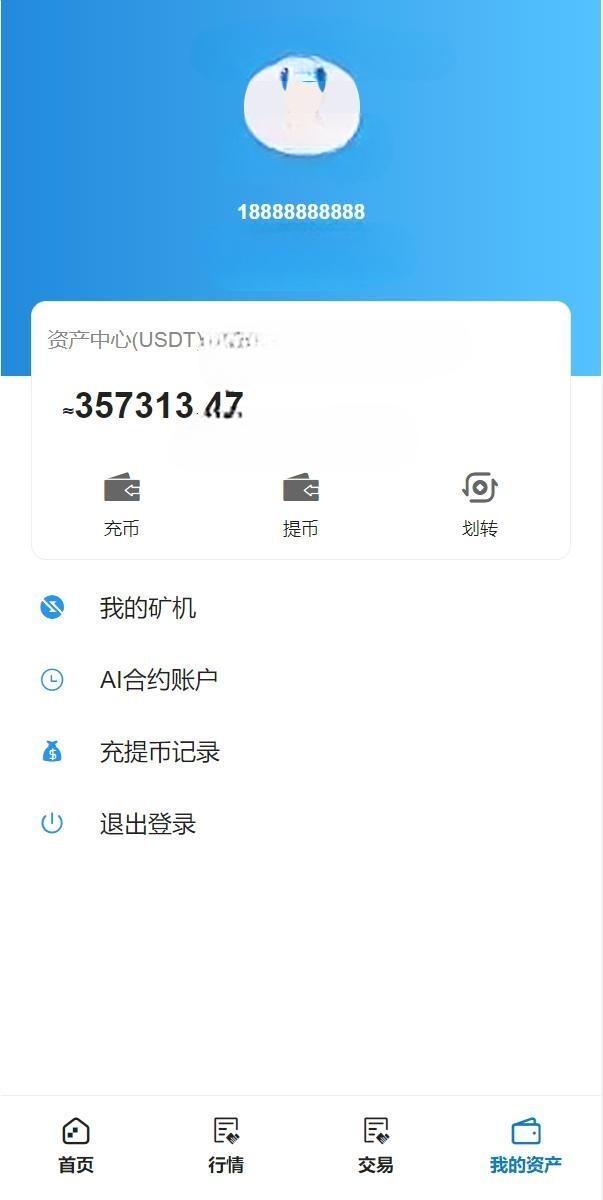 18888888888
资产中心(USDT)
≈357313.47
充币
提币
划转
我的矿机
AI合约账户
充提币记录
退出登录
首页
行情
交易
我的资产